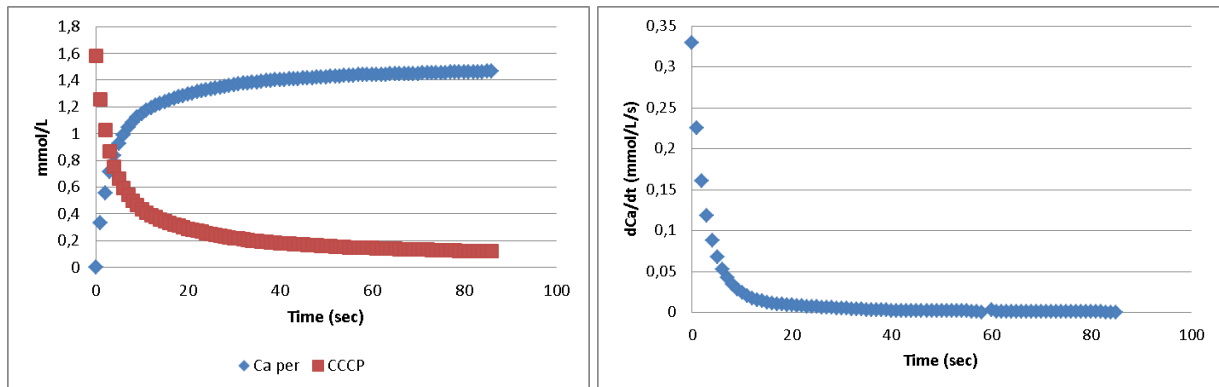 mmol/L
1,8
1,6
1,4
1,2
1
0,8
0,6
0,4
0,2
0
0 20 40 60 80 100
Time (sec)
Ca per CCCP
dCa/dt (mmol/L/s)
0,35
0,3
0,25
0,2
0,15
0,1
0,05
0
0 20 40 60 80 100
Time (sec)